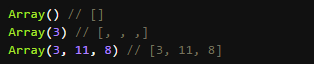 Array() // []
Array(3) // [, , ,]
Array(3, 11, 8) // [3, 11, 8]